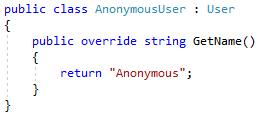 public class AnonymousUser : User
{
    public override string GetName()
    {
        return "Anonymous";
    }
}